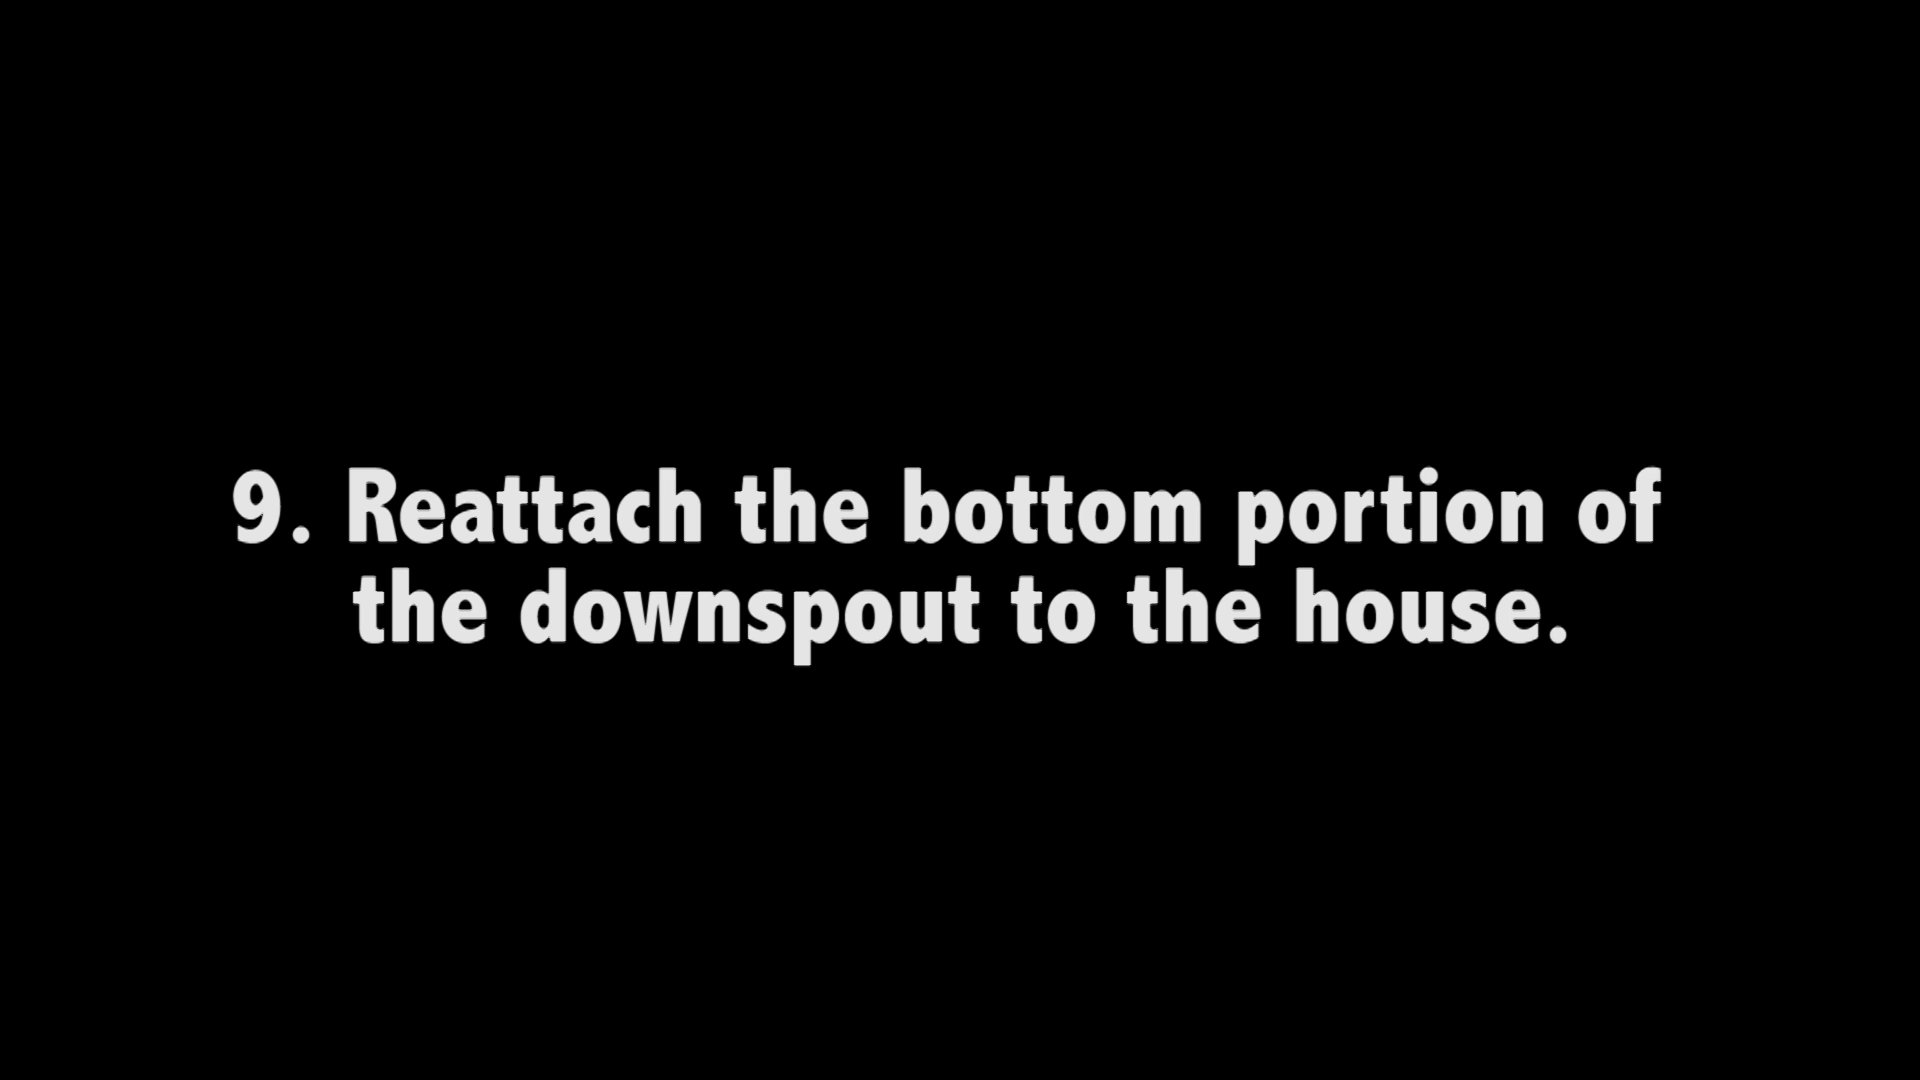 9. Reattach the bottom portion of
the downspout to the house.